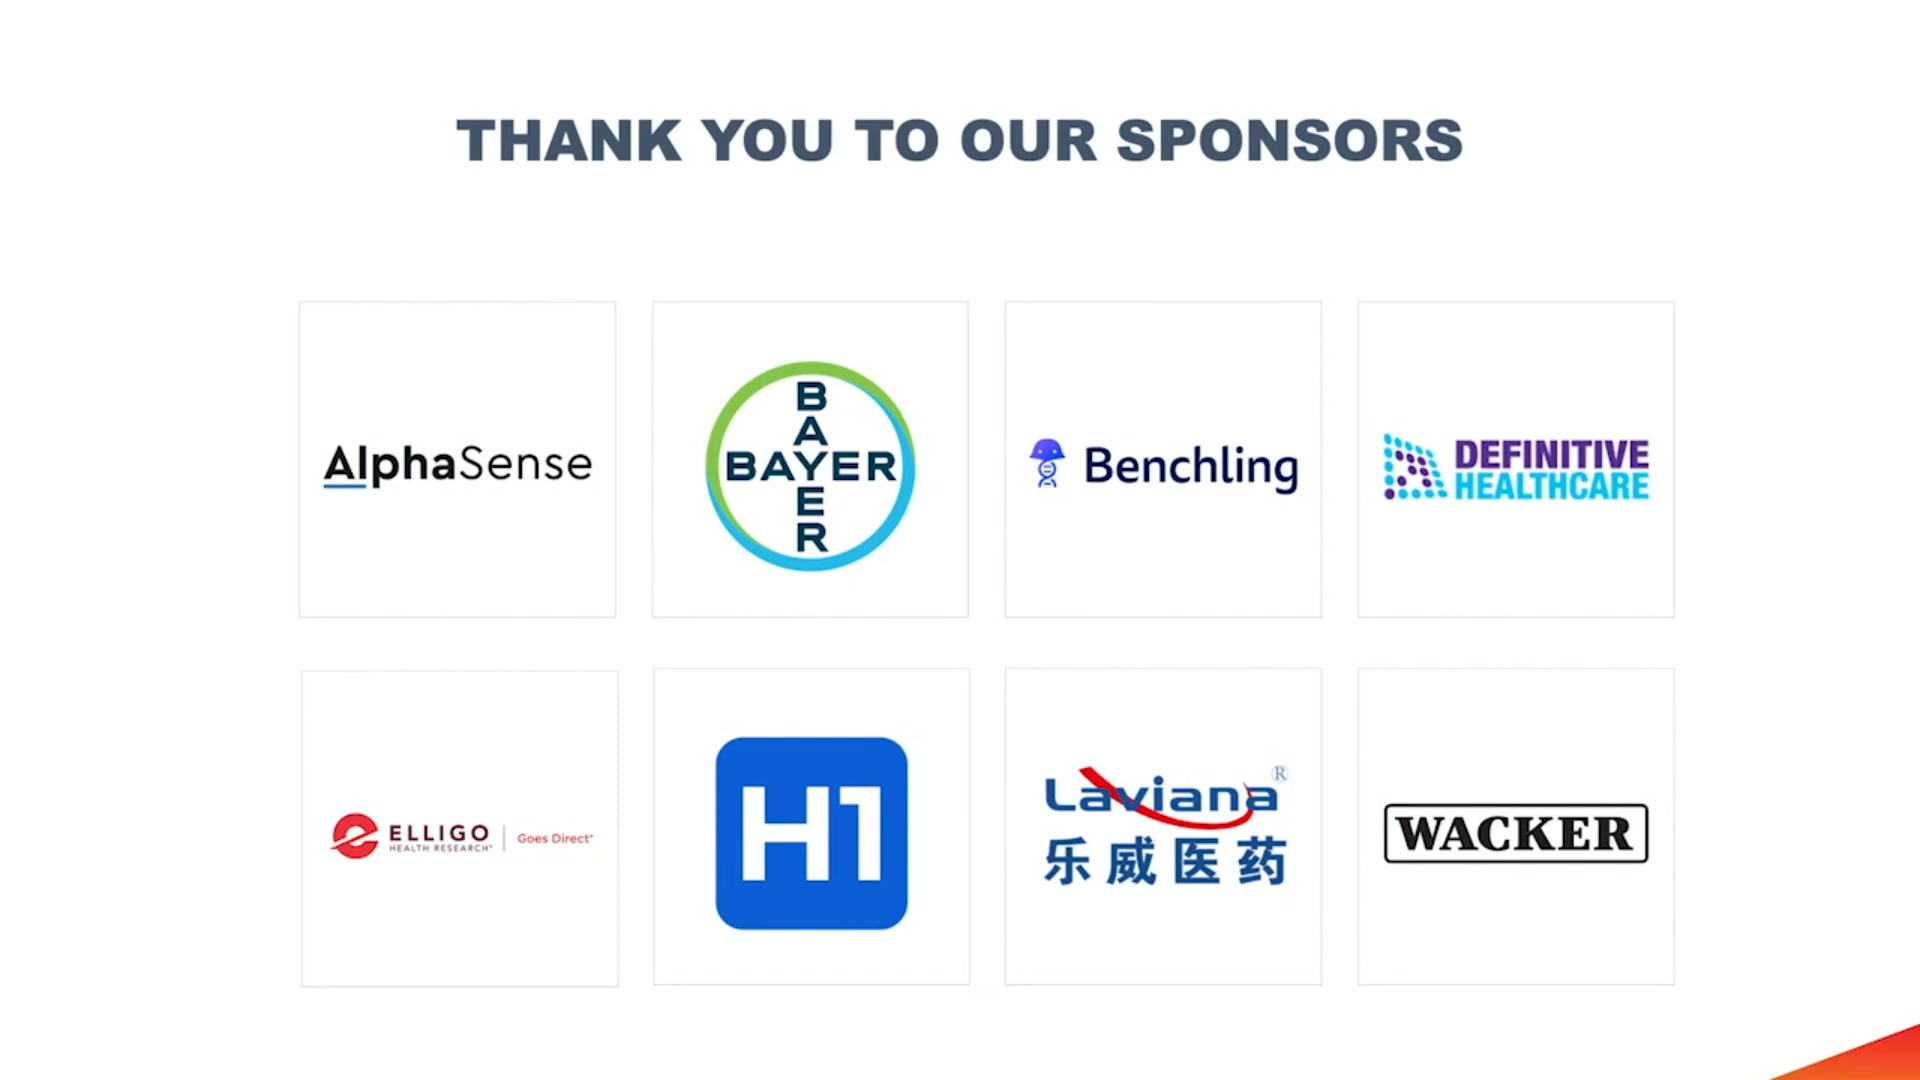 THANK YOU TO OUR SPONSORS
AlphaSense
BAYER
BAYER
Benchling
DEFINITIVE
HEALTHCARE
ELLIGO
HEALTH RESEARCH®
Goes Direct®
H1
Laviana®
乐威医药
WACKER